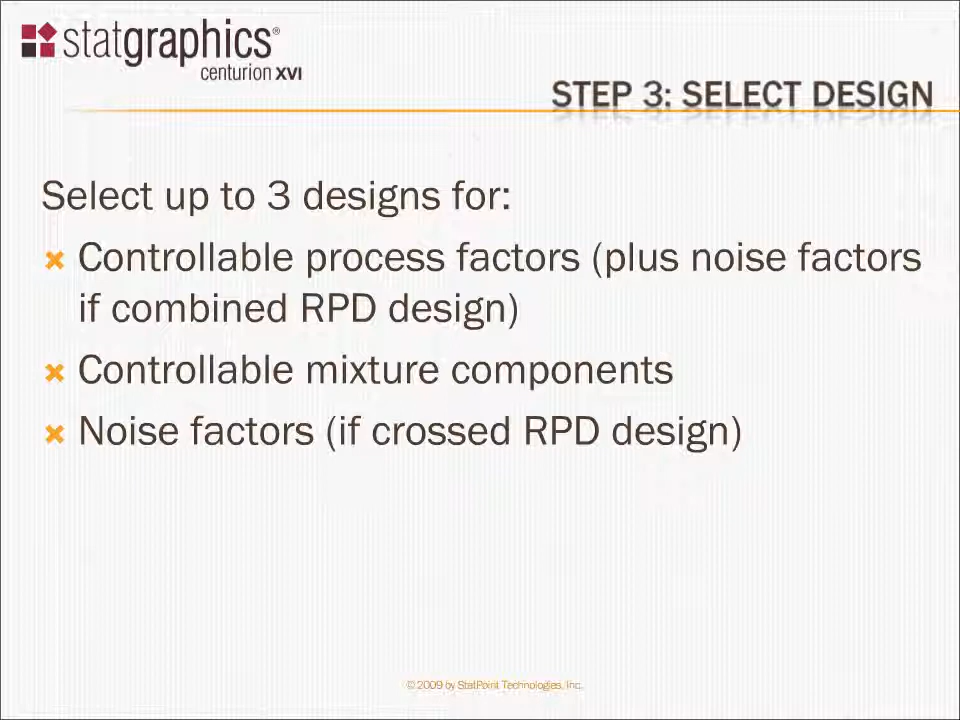 statgraphics®
centurion XVI
STEP 3: SELECT DESIGN
Select up to 3 designs for:
Controllable process factors (plus noise factors
if combined RPD design)
Controllable mixture components
Noise factors (if crossed RPD design)
© 2009 by StatPoint Technologies, Inc.